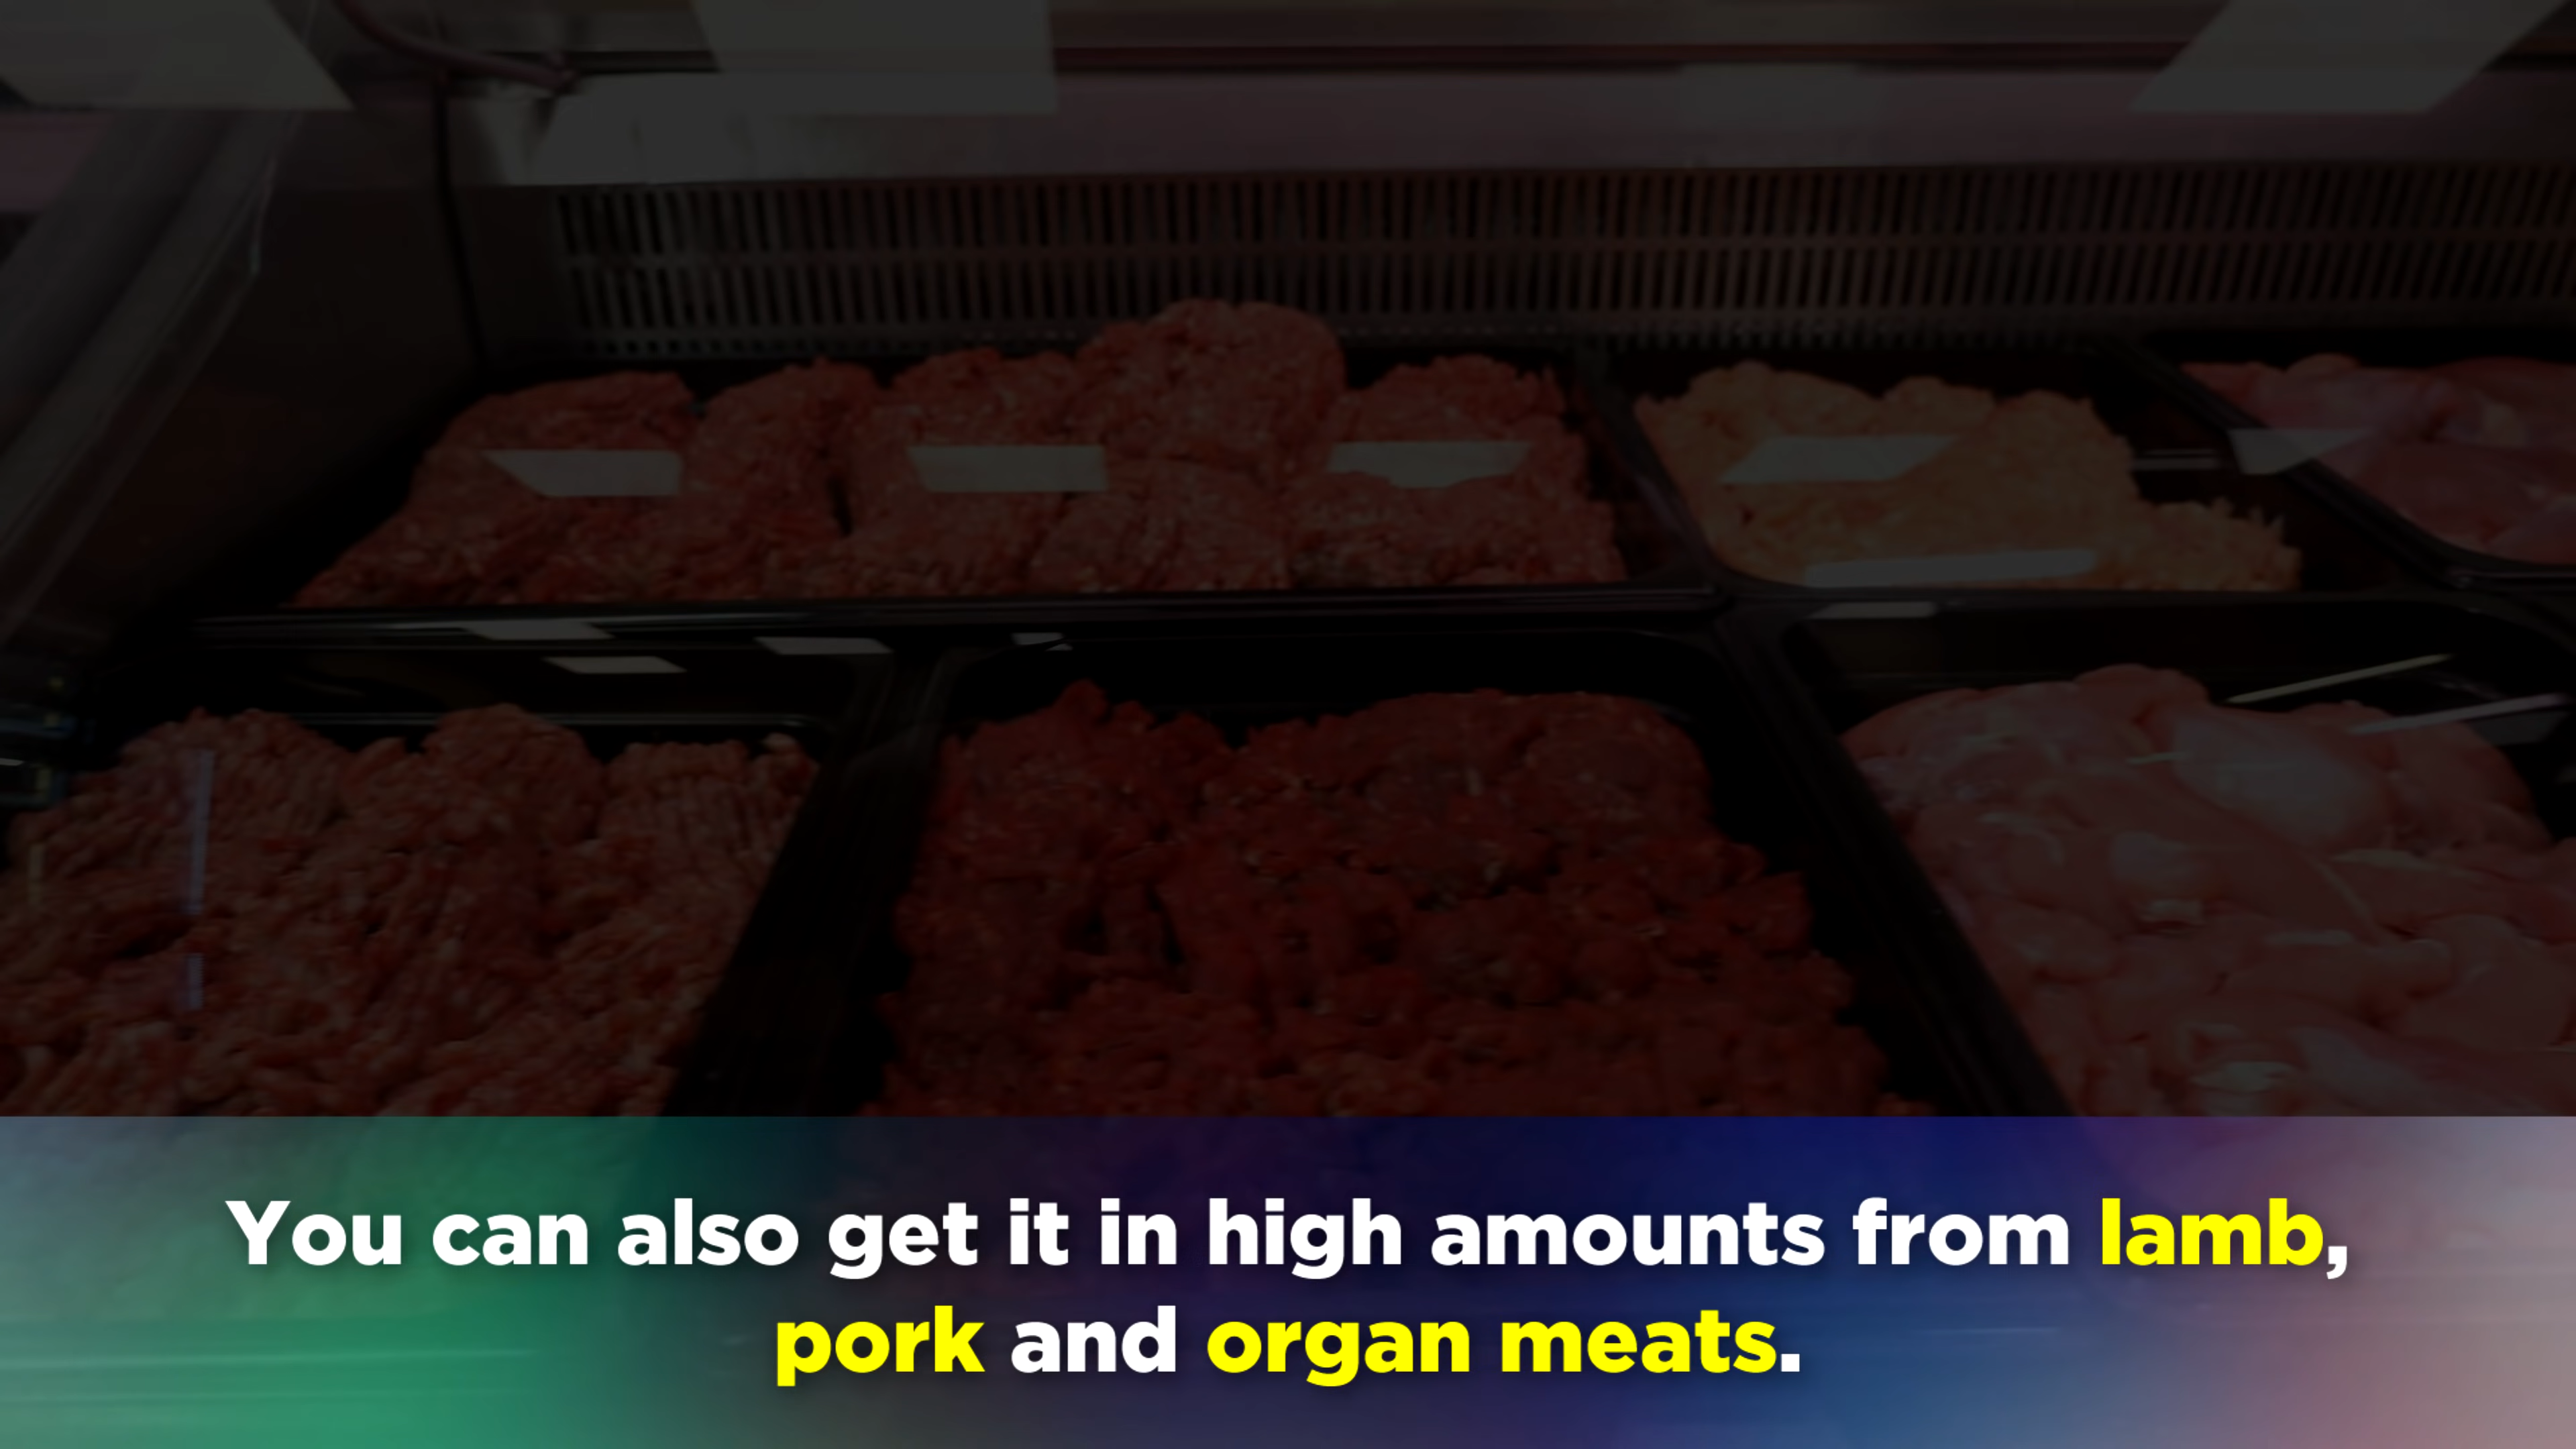 You can also get it in high amounts from lamb,
pork and organ meats.